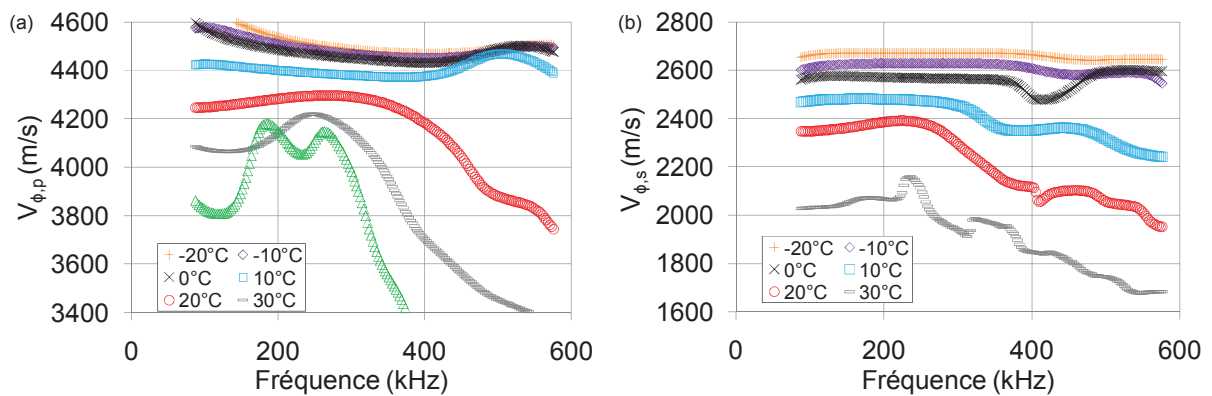 (a)
4600
4400
4200
4000
3800
3600
3400
V_{ϕ,p} (m/s)
-20°C -10°C
0°C 10°C
20°C 30°C
0 200 400 600
Fréquence (kHz)
(b)
2800
2600
2400
2200
2000
1800
1600
V_{ϕ,s} (m/s)
-20°C -10°C
0°C 10°C
20°C 30°C
0 200 400 600
Fréquence (kHz)